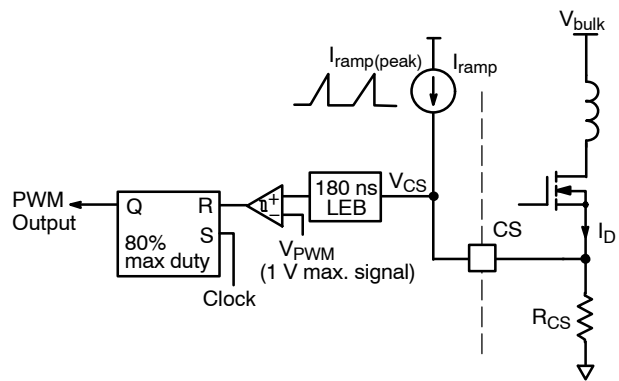 V_bulk
I_ramp(peak)
I_ramp
180 ns
LEB
V_CS
PWM
Output
Q
R
S
80%
max duty
+
−
V_PWM
(1 V max. signal)
Clock
CS
I_D
R_CS